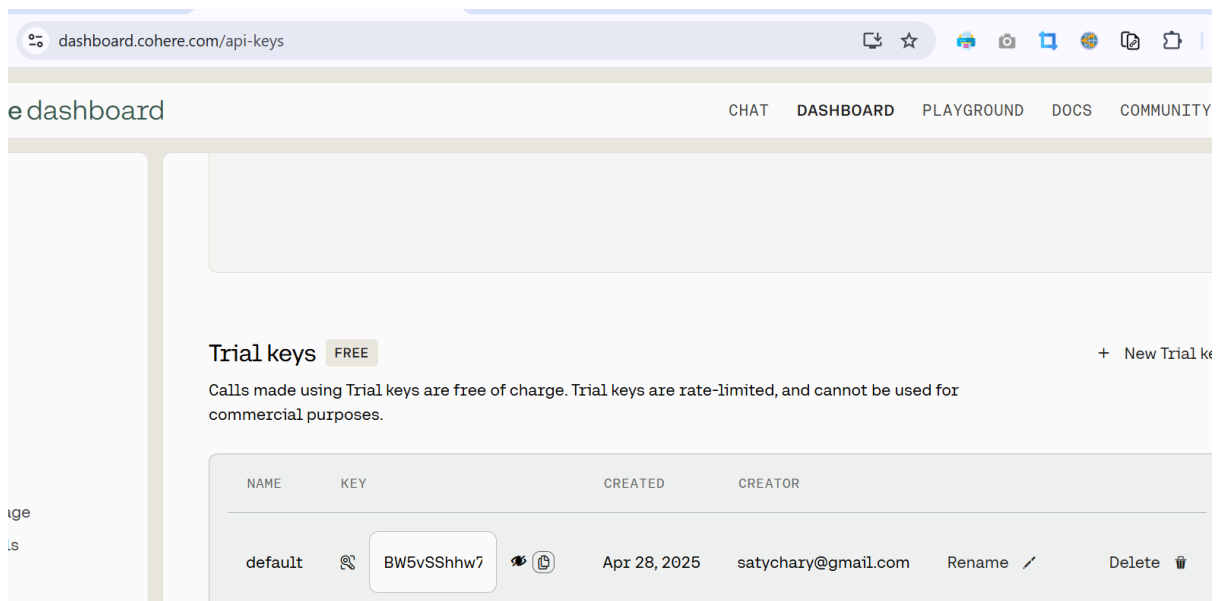 dashboard.cohere.com/api-keys
e dashboard
CHAT DASHBOARD PLAYGROUND DOCS COMMUNITY
Trial keys FREE
+ New Trial ke
Calls made using Trial keys are free of charge. Trial keys are rate-limited, and cannot be used for
commercial purposes.
NAME KEY CREATED CREATOR
age
ls
default BW5vSShhw7 Apr 28, 2025 satychary@gmail.com Rename Delete